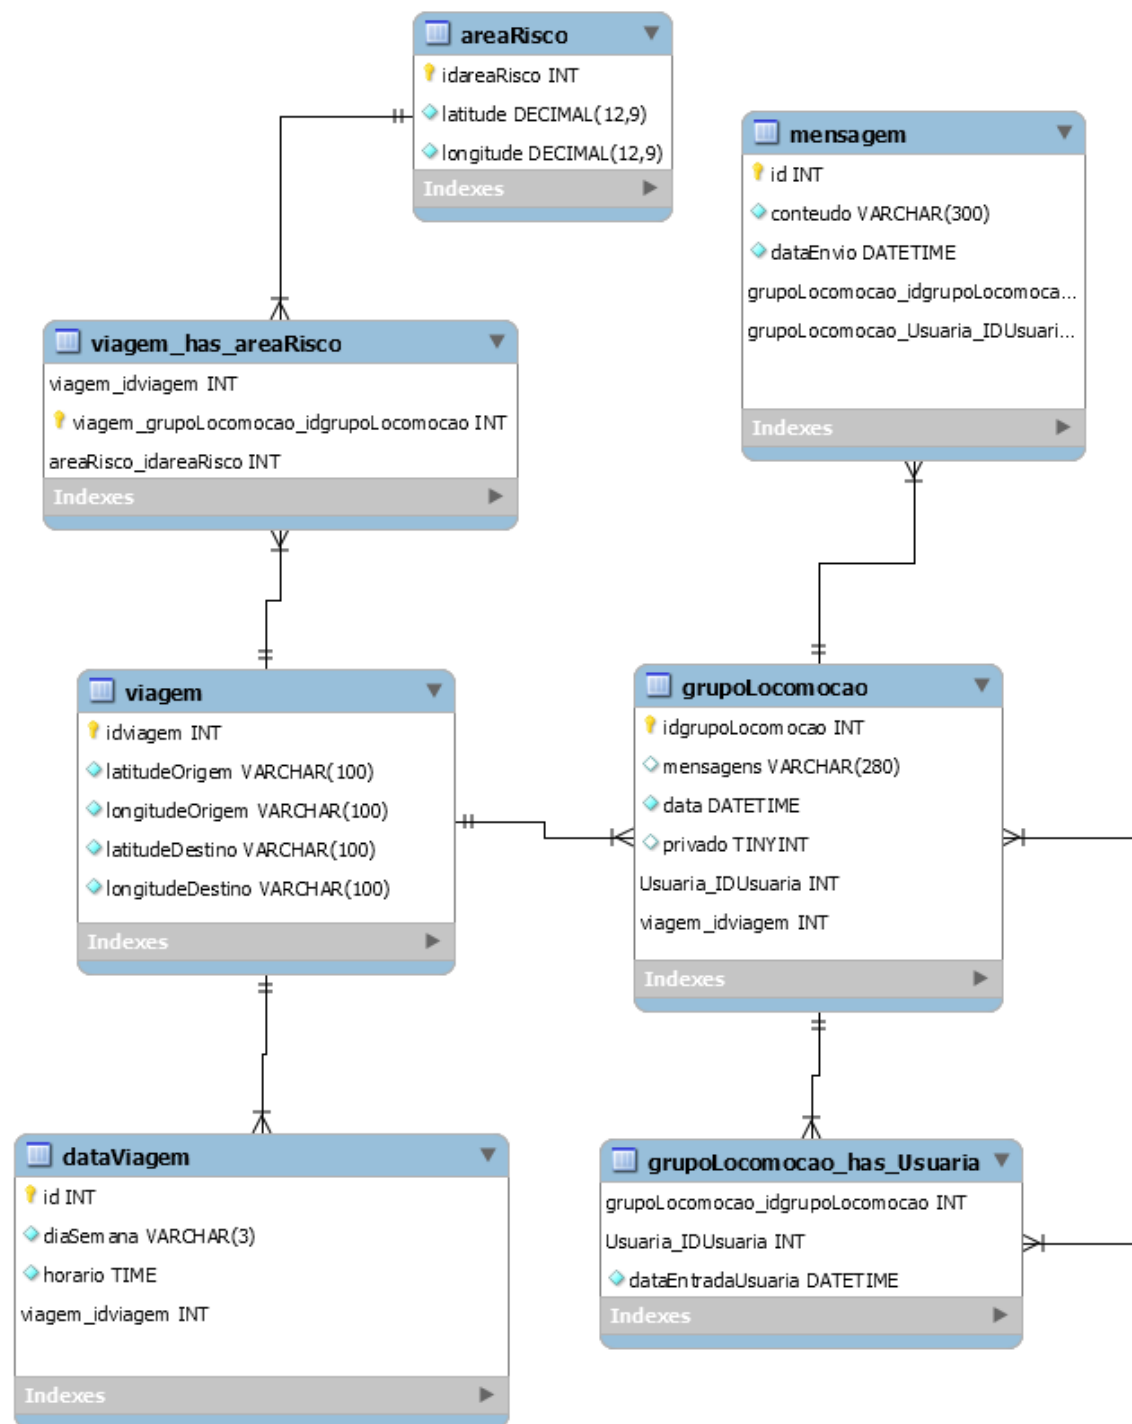 areaRisco
idareaRisco INT
latitude DECIMAL(12,9)
longitude DECIMAL(12,9)
Indexes
mensagem
id INT
conteudo VARCHAR(300)
dataEnvio DATETIME
grupoLocomocao_idgrupoLocomoca...
grupoLocomocao_Usuaria_IDUsuari...
Indexes
viagem_has_areaRisco
viagem_idviagem INT
viagem_grupoLocomocao_idgrupoLocomocao INT
areaRisco_idareaRisco INT
Indexes
viagem
idviagem INT
latitudeOrigem VARCHAR(100)
longitudeOrigem VARCHAR(100)
latitudeDestino VARCHAR(100)
longitudeDestino VARCHAR(100)
Indexes
grupoLocomocao
idgrupoLocomocao INT
mensagens VARCHAR(280)
data DATETIME
privado TINYINT
Usuaria_IDUsuaria INT
viagem_idviagem INT
Indexes
dataViagem
id INT
diaSemana VARCHAR(3)
horario TIME
viagem_idviagem INT
Indexes
grupoLocomocao_has_Usuaria
grupoLocomocao_idgrupoLocomocao INT
Usuaria_IDUsuaria INT
dataEntradaUsuaria DATETIME
Indexes